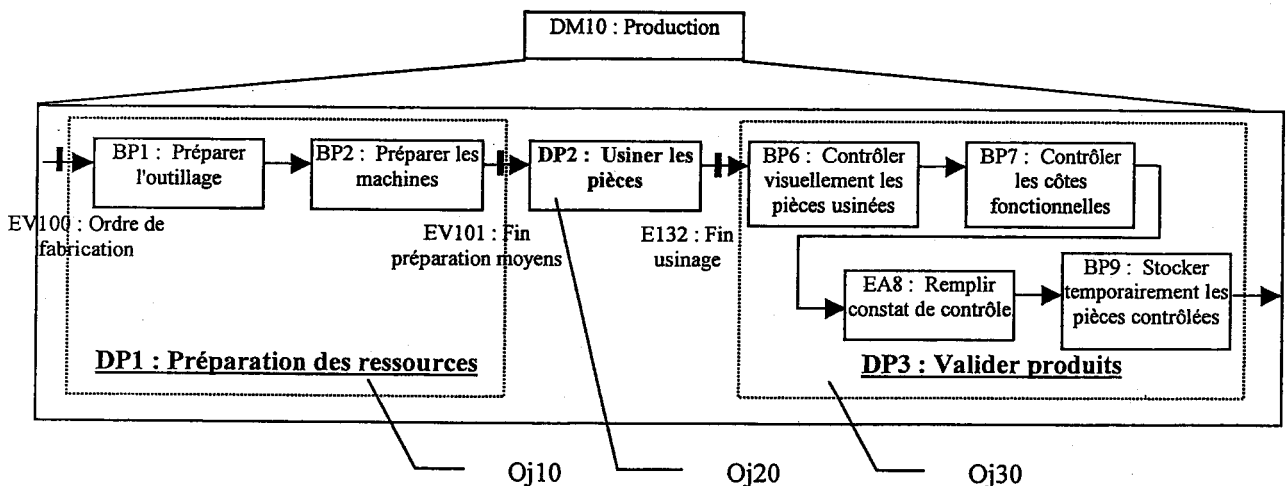 DM10 : Production
BP1 : Préparer
l'outillage
BP2 : Préparer les
machines
DP2 : Usiner les
pièces
BP6 : Contrôler
visuellement les
pièces usinées
BP7 : Contrôler
les côtes
fonctionnelles
EV100 : Ordre de
fabrication
EV101 : Fin
préparation moyens
E132 : Fin
usinage
EA8 : Remplir
constat de contrôle
BP9 : Stocker
temporairement les
pièces contrôlées
DP1 : Préparation des ressources
DP3 : Valider produits
Oj10
Oj20
Oj30